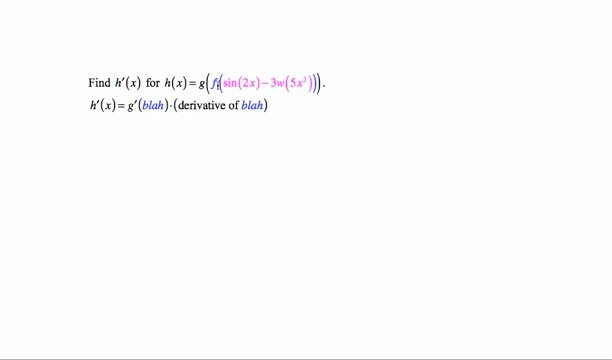 Find h′(x) for h(x) = g(f(sin(2x) − 3w(5x²))).
h′(x) = g′(blah)·(derivative of blah)